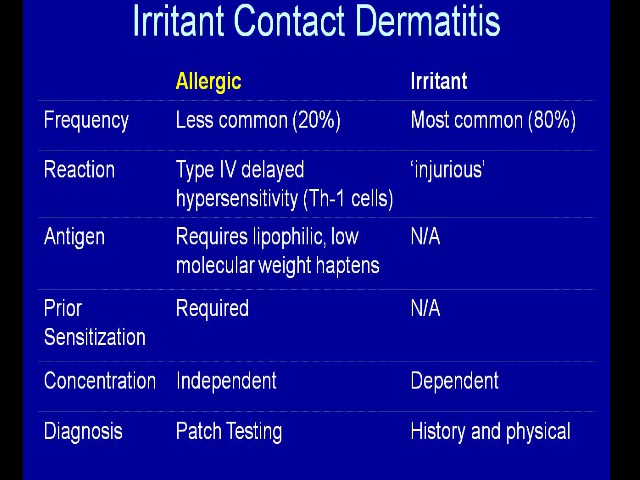 Irritant Contact Dermatitis
Allergic Irritant
Frequency Less common (20%) Most common (80%)
Reaction Type IV delayed 'injurious'
hypersensitivity (Th-1 cells)
Antigen Requires lipophilic, low N/A
molecular weight haptens
Prior Required N/A
Sensitization
Concentration Independent Dependent
Diagnosis Patch Testing History and physical